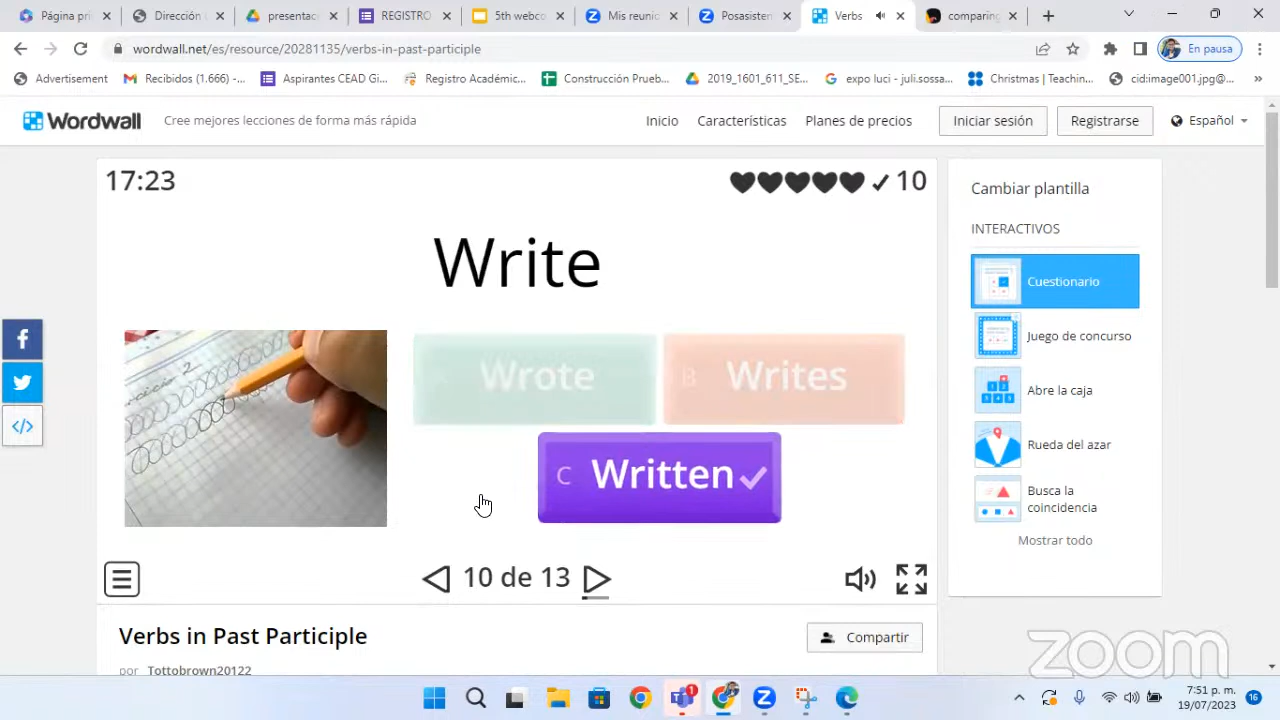 Página pri
Dirección c
presentac
REGISTRO
5th webco
Mis reunio
Posasisten
Verbs
comparing
wordwall.net/es/resource/20281135/verbs-in-past-participle
En pausa
Advertisement
Recibidos (1.666) -...
Aspirantes CEAD Gi...
Registro Académic...
Construcción Prueb...
2019_1601_611_SE...
expo luci - juli.sossa...
Christmas | Teachin...
cid:image001.jpg@...
Wordwall
Cree mejores lecciones de forma más rápida
Inicio
Características
Planes de precios
Iniciar sesión
Registrarse
Español
17:23
10
Write
Wrote
B Writes
C Written
10 de 13
Cambiar plantilla
INTERACTIVOS
Cuestionario
Juego de concurso
Abre la caja
Rueda del azar
Busca la
coincidencia
Mostrar todo
Verbs in Past Participle
Compartir
por Tottobrown20122
zoom
1
7:51 p. m.
19/07/2023
16